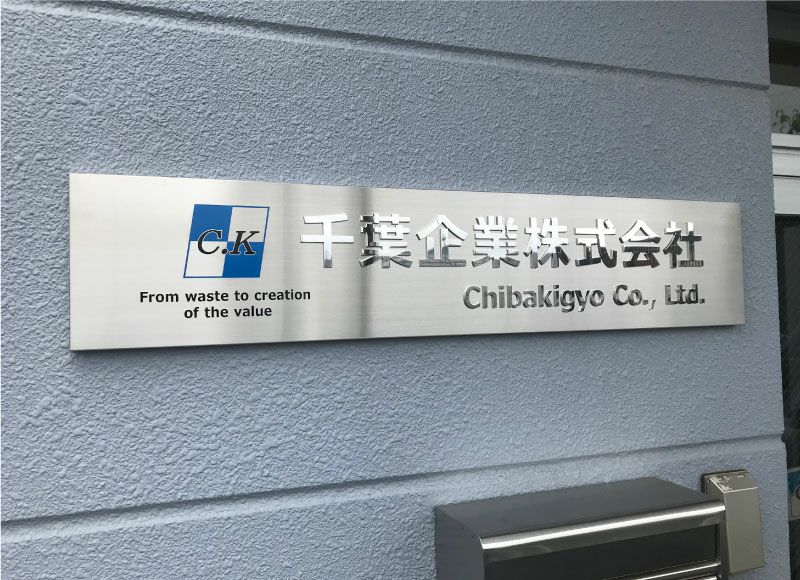 C.K
From waste to creation
of the value
千葉企業株式会社
Chibakigyo Co., Ltd.